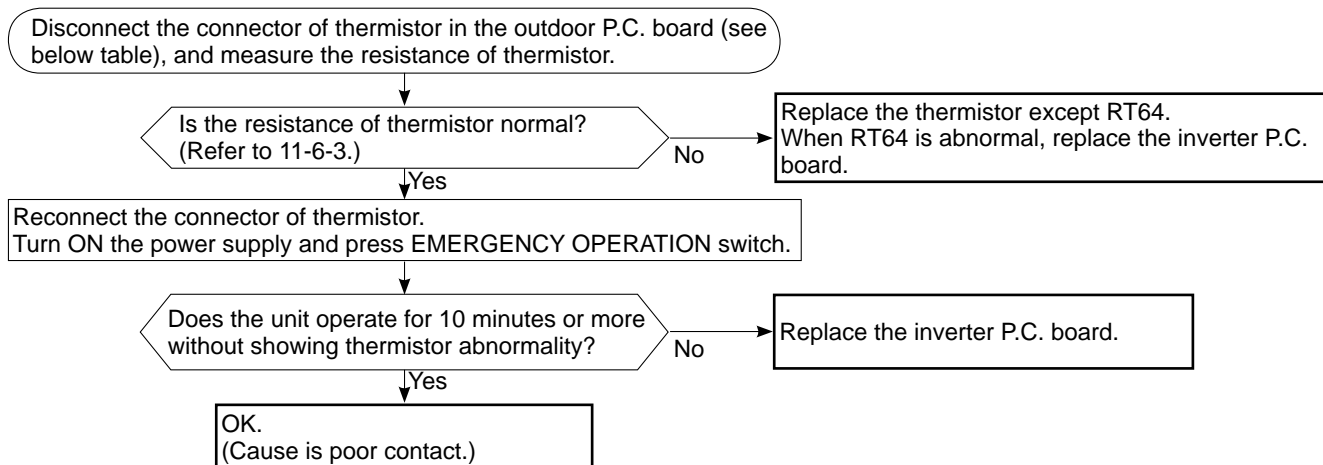 Disconnect the connector of thermistor in the outdoor P.C. board (see
below table), and measure the resistance of thermistor.
Is the resistance of thermistor normal?
(Refer to 11-6-3.)
No
Replace the thermistor except RT64.
When RT64 is abnormal, replace the inverter P.C.
board.
Yes
Reconnect the connector of thermistor.
Turn ON the power supply and press EMERGENCY OPERATION switch.
Does the unit operate for 10 minutes or more
without showing thermistor abnormality?
No
Replace the inverter P.C. board.
Yes
OK.
(Cause is poor contact.)